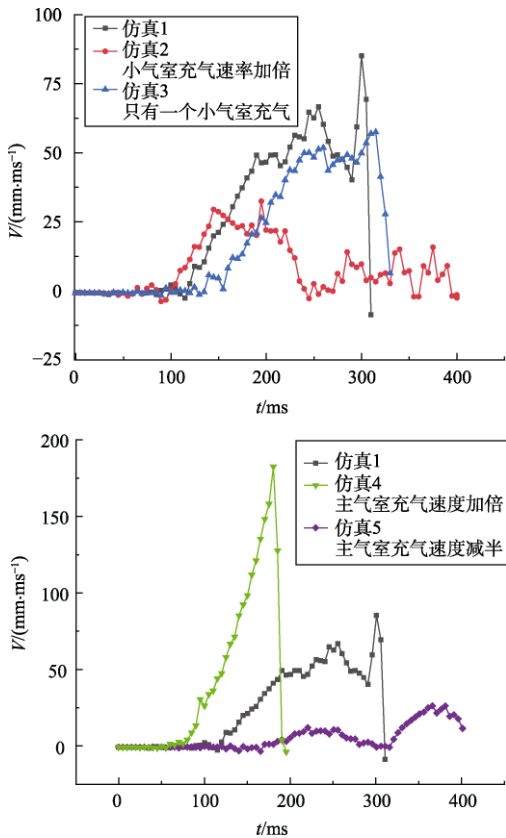 100
75
50
25
0
−25
V/(mm·ms⁻¹)
仿真1
仿真2
小气室充气速率加倍
仿真3
只有一个小气室充气
0
100
200
300
400
t/ms
200
150
100
50
0
V/(mm·ms⁻¹)
仿真1
仿真4
主气室充气速度加倍
仿真5
主气室充气速度减半
0
100
200
300
400
t/ms